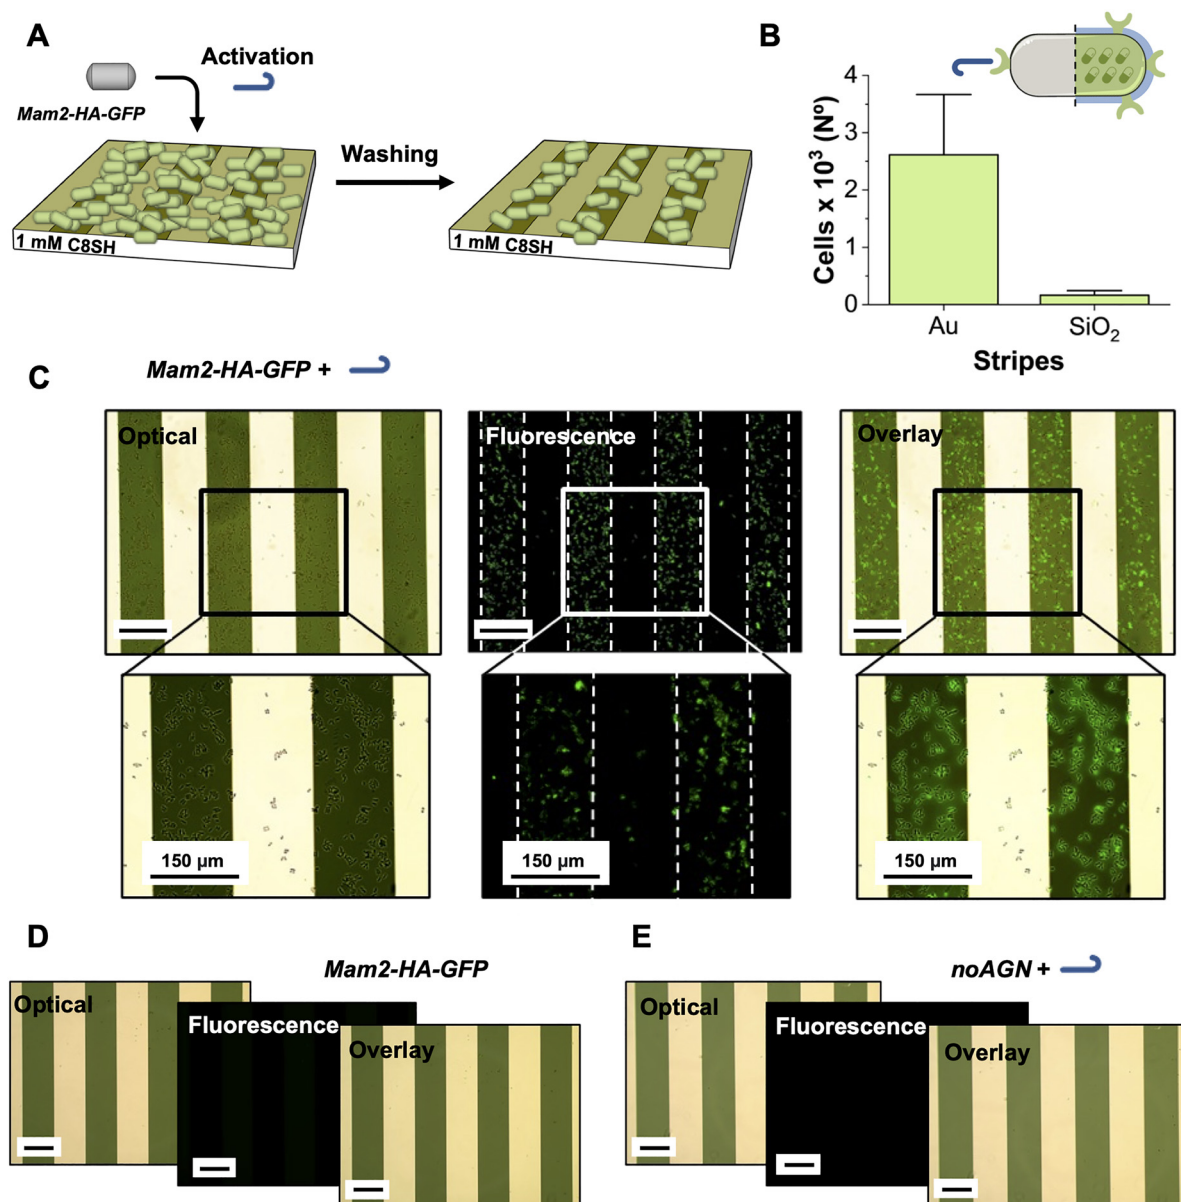 A
Activation
Mam2-HA-GFP
Washing
1 mM C8SH
1 mM C8SH
B
Cells x 10³ (Nº)
4
3
2
1
0
Au
SiO₂
Stripes
C
Mam2-HA-GFP +
Optical
Fluorescence
Overlay
150 µm
150 µm
150 µm
D
Mam2-HA-GFP
Optical
Fluorescence
Overlay
E
noAGN +
Optical
Fluorescence
Overlay